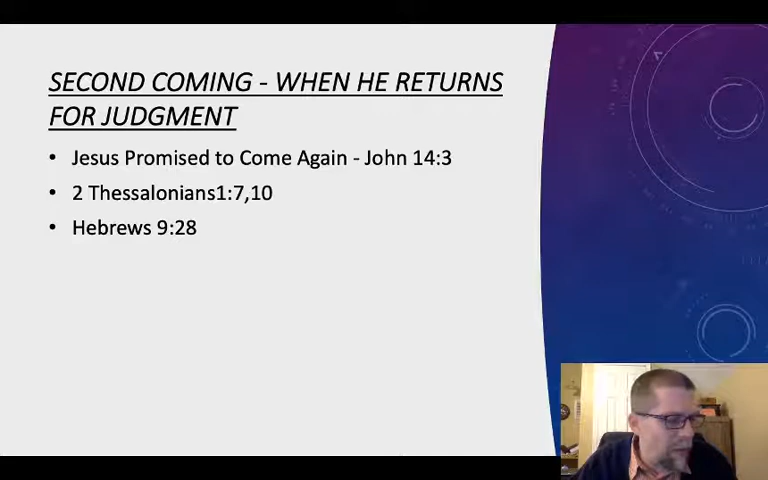 SECOND COMING - WHEN HE RETURNS
FOR JUDGMENT
• Jesus Promised to Come Again - John 14:3
• 2 Thessalonians1:7,10
• Hebrews 9:28